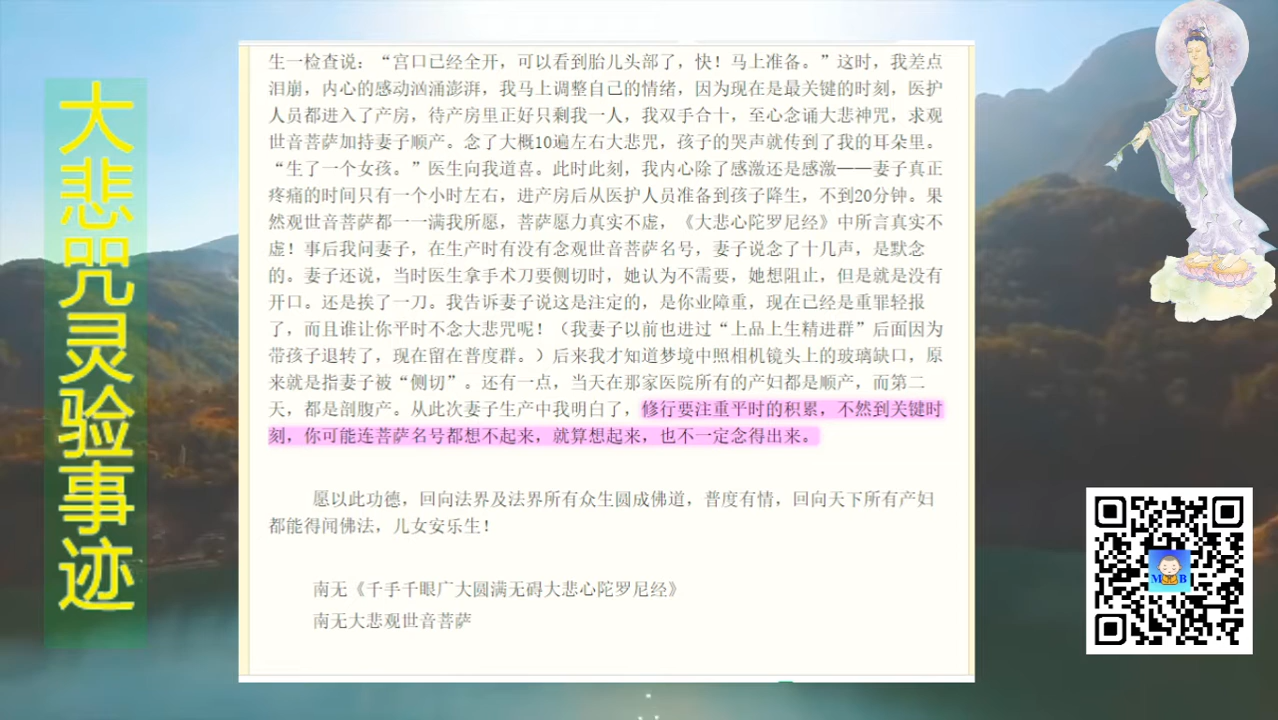 大悲咒灵验事迹
生一检查说：“宫口已经全开，可以看到胎儿头部了，快！马上准备。”这时，我差点
泪崩，内心的感动汹涌澎湃，我马上调整自己的情绪，因为现在是最关键的时刻，医护
人员都进入了产房，待产房里正好只剩我一人，我双手合十，至心念诵大悲神咒，求观
世音菩萨加持妻子顺产。念了大概10遍左右大悲咒，孩子的哭声就传到了我的耳朵里。
“生了一个女孩。”医生向我道喜。此时此刻，我内心除了感激还是感激——妻子真正
疼痛的时间只有一个小时左右，进产房后从医护人员准备到孩子降生，不到20分钟。果
然观世音菩萨都一一满我所愿，菩萨愿力真实不虚，《大悲心陀罗尼经》中所言真实不
虚！事后我问妻子，在生产时有没有念观世音菩萨名号，妻子说念了十几声，是默念
的。妻子还说，当时医生拿手术刀要侧切时，她认为不需要，她想阻止，但是就是没有
开口。还是挨了一刀。我告诉妻子说这是注定的，是你业障重，现在已经是重罪轻报
了，而且谁让你平时不念大悲咒呢！（我妻子以前也进过“上品上生精进群”后面因为
带孩子退转了，现在留在普度群。）后来我才知道梦境中照相机镜头上的玻璃缺口，原
来就是指妻子被“侧切”。还有一点，当天在那家医院所有的产妇都是顺产，而第二
天，都是剖腹产。从此次妻子生产中我明白了，修行要注重平时的积累，不然到关键时
刻，你可能连菩萨名号都想不起来，就算想起来，也不一定念得出来。
愿以此功德，回向法界及法界所有众生圆成佛道，普度有情，回向天下所有产妇
都能得闻佛法，儿女安乐生！
南无《千手千眼广大圆满无碍大悲心陀罗尼经》
南无大悲观世音菩萨
M B